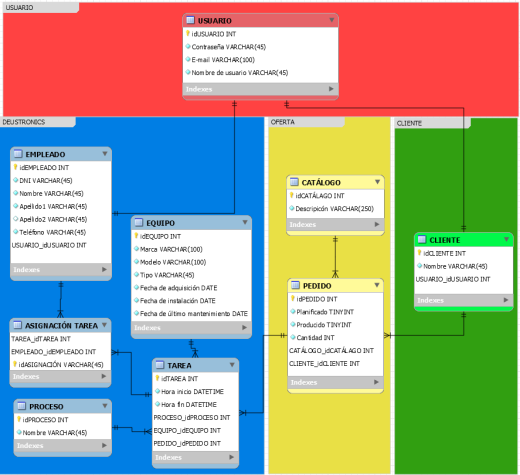 USUARIO
USUARIO
idUSUARIO INT
Contraseña VARCHAR(45)
E-mail VARCHAR(100)
Nombre de usuario VARCHAR(45)
Indexes
DELISTRONICS
OFERTA
CLIENTE
EMPLEADO
idEMPLEADO INT
DNI VARCHAR(45)
Nombre VARCHAR(45)
Apellido1 VARCHAR(45)
Apellido2 VARCHAR(45)
Teléfono VARCHAR(45)
USUARIO_idUSUARIO INT
Indexes
EQUIPO
idEQUIPO INT
Marca VARCHAR(100)
Modelo VARCHAR(100)
Tipo VARCHAR(45)
Fecha de adquisición DATE
Fecha de instalación DATE
Fecha de último mantenimiento DATE
Indexes
CATÁLOGO
idCATÁLOGO INT
Descripición VARCHAR(250)
Indexes
CLIENTE
idCLIENTE INT
Nombre VARCHAR(45)
USUARIO_idUSUARIO INT
Indexes
PEDIDO
idPEDIDO INT
Planificado TINYINT
Producido TINYINT
Cantidad INT
CATÁLOGO_idCATÁLOGO INT
CLIENTE_idCLIENTE INT
Indexes
ASIGNACIÓN TAREA
TAREA_idTAREA INT
EMPLEADO_idEMPLEADO INT
idASIGNACIÓN VARCHAR(45)
Indexes
TAREA
idTAREA INT
Hora inicio DATETIME
Hora fin DATETIME
PROCESO_idPROCESO INT
EQUIPO_idEQUIPO INT
PEDIDO_idPEDIDO INT
Indexes
PROCESO
idPROCESO INT
Nombre VARCHAR(45)
Indexes